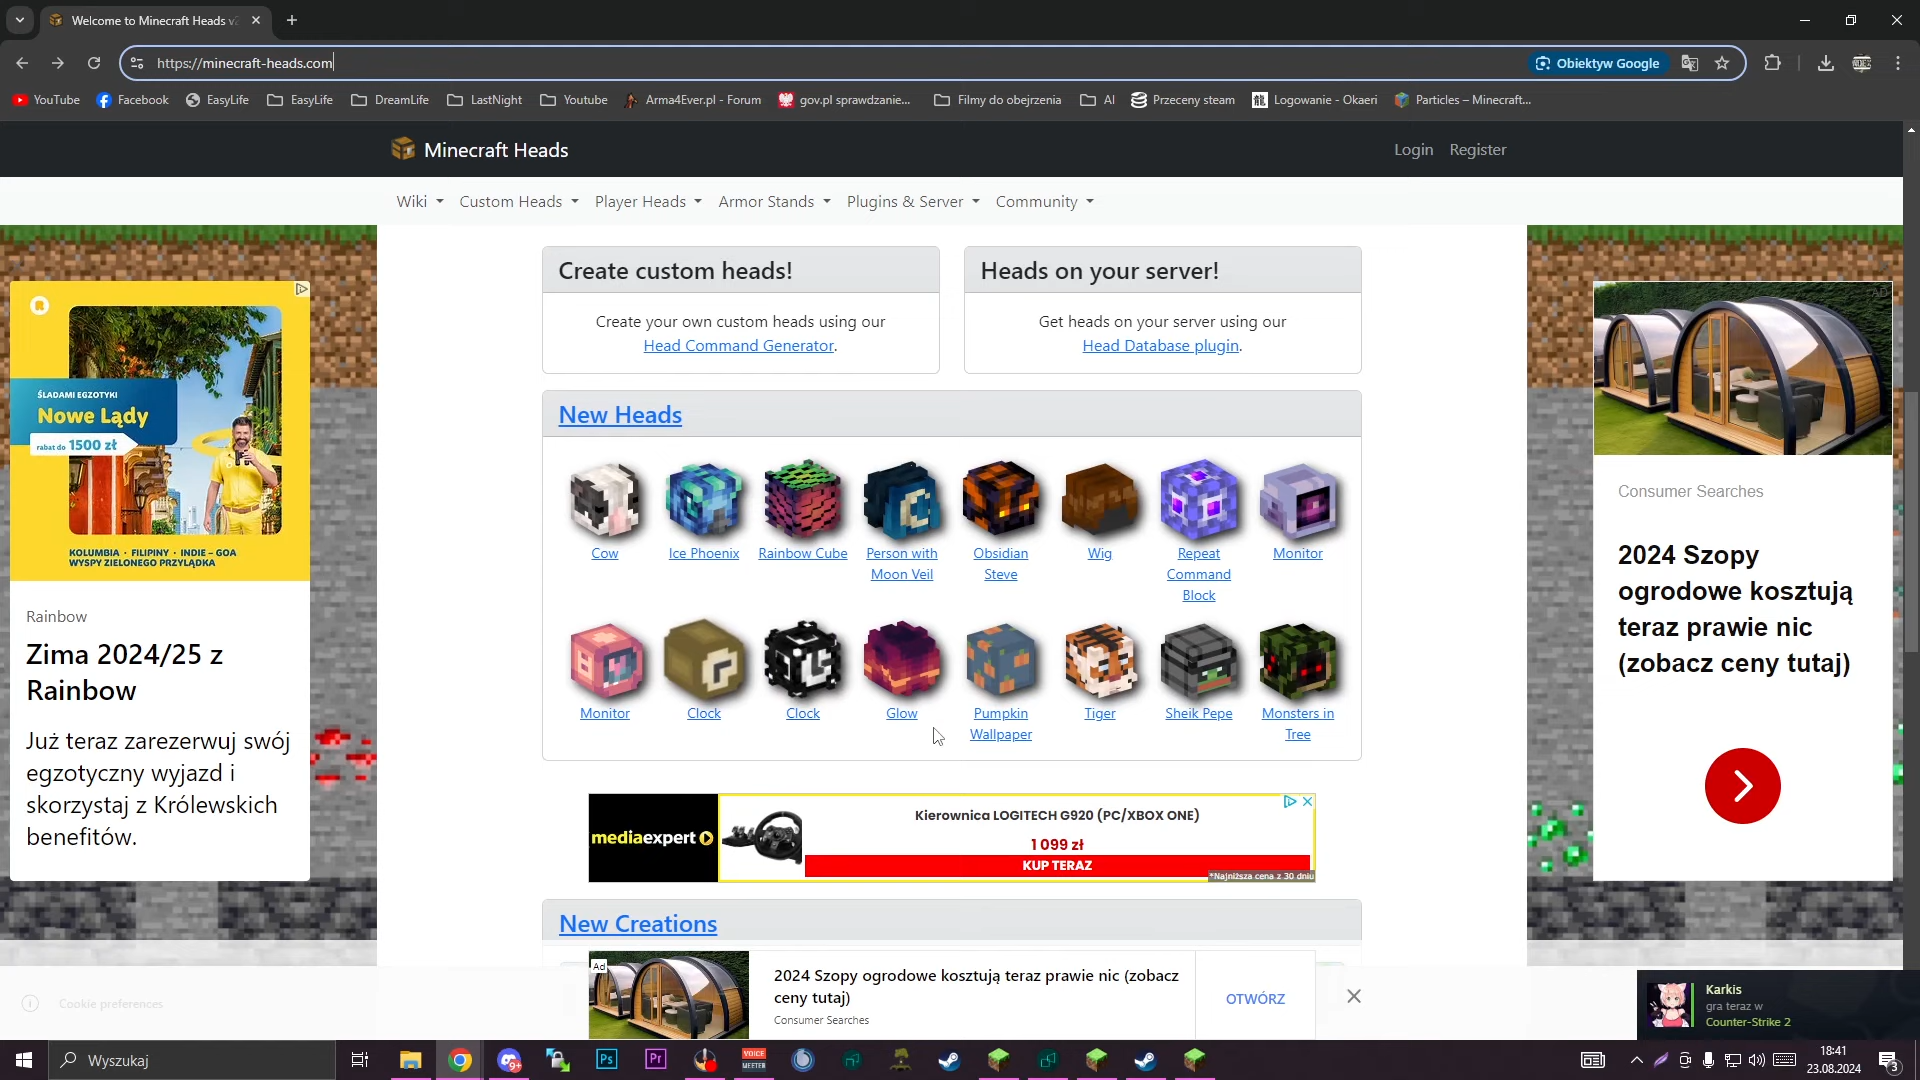 Welcome to Minecraft Heads v2
https://minecraft-heads.com
Obiektyw Google
YouTube
Facebook
EasyLife
EasyLife
DreamLife
LastNight
Youtube
Arma4Ever.pl - Forum
gov.pl sprawdzanie...
Filmy do obejrzenia
AI
Przeceny steam
Logowanie - Okaeri
Particles – Minecraft...
Minecraft Heads
Login
Register
Wiki
Custom Heads
Player Heads
Armor Stands
Plugins & Server
Community
Create custom heads!
Create your own custom heads using our
Head Command Generator.
Heads on your server!
Get heads on your server using our
Head Database plugin.
New Heads
Cow
Ice Phoenix
Rainbow Cube
Person with
Moon Veil
Obsidian
Steve
Wig
Repeat
Command
Block
Monitor
Monitor
Clock
Clock
Glow
Pumpkin
Wallpaper
Tiger
Sheik Pepe
Monsters in
Tree
ŚLADAMI EGZOTYKI
Nowe Lądy
rabat do 1500 zł
KOLUMBIA · FILIPINY · INDIE – GOA
WYSPY ZIELONEGO PRZYLĄDKA
Rainbow
Zima 2024/25 z
Rainbow
Już teraz zarezerwuj swój
egzotyczny wyjazd i
skorzystaj z Królewskich
benefitów.
AD
Consumer Searches
2024 Szopy
ogrodowe kosztują
teraz prawie nic
(zobacz ceny tutaj)
mediaexpert
Kierownica LOGITECH G920 (PC/XBOX ONE)
1 099 zł
KUP TERAZ
*Najniższa cena z 30 dniu
New Creations
Ad
2024 Szopy ogrodowe kosztują teraz prawie nic (zobacz
ceny tutaj)
Consumer Searches
OTWÓRZ
Cookie preferences
Karkis
gra teraz w
Counter-Strike 2
Wyszukaj
9+
Ps
Pr
VOICE
MEETER
18:41
23.08.2024
3